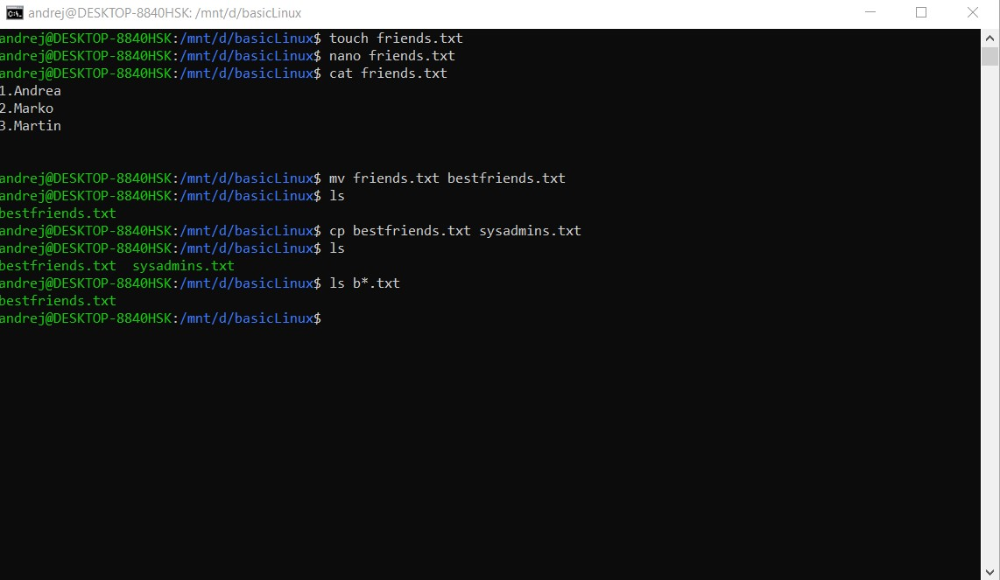 andrej@DESKTOP-8840HSK: /mnt/d/basicLinux
andrej@DESKTOP-8840HSK:/mnt/d/basicLinux$ touch friends.txt
andrej@DESKTOP-8840HSK:/mnt/d/basicLinux$ nano friends.txt
andrej@DESKTOP-8840HSK:/mnt/d/basicLinux$ cat friends.txt
1.Andrea
2.Marko
3.Martin
andrej@DESKTOP-8840HSK:/mnt/d/basicLinux$ mv friends.txt bestfriends.txt
andrej@DESKTOP-8840HSK:/mnt/d/basicLinux$ ls
bestfriends.txt
andrej@DESKTOP-8840HSK:/mnt/d/basicLinux$ cp bestfriends.txt sysadmins.txt
andrej@DESKTOP-8840HSK:/mnt/d/basicLinux$ ls
bestfriends.txt  sysadmins.txt
andrej@DESKTOP-8840HSK:/mnt/d/basicLinux$ ls b*.txt
bestfriends.txt
andrej@DESKTOP-8840HSK:/mnt/d/basicLinux$